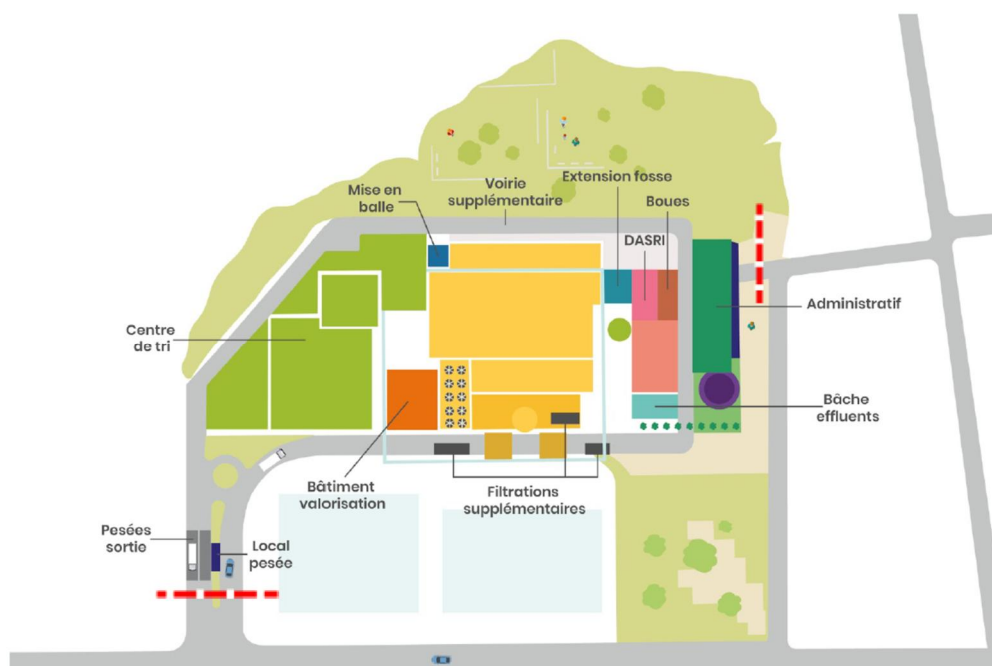 Extension fosse
Mise en
balle
Voirie
supplémentaire
Boues
DASRI
Administratif
Centre
de tri
Bâche
effluents
Bâtiment
valorisation
Filtrations
supplémentaires
Pesées
sortie
Local
pesée